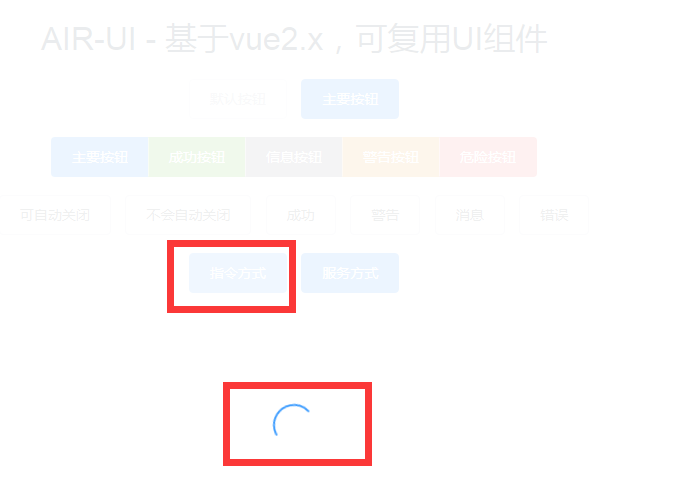 AIR-UI - 基于vue2.x，可复用UI组件
默认按钮 主要按钮
主要按钮 成功按钮 信息按钮 警告按钮 危险按钮
可自动关闭 不会自动关闭 成功 警告 消息 错误
指令方式 服务方式